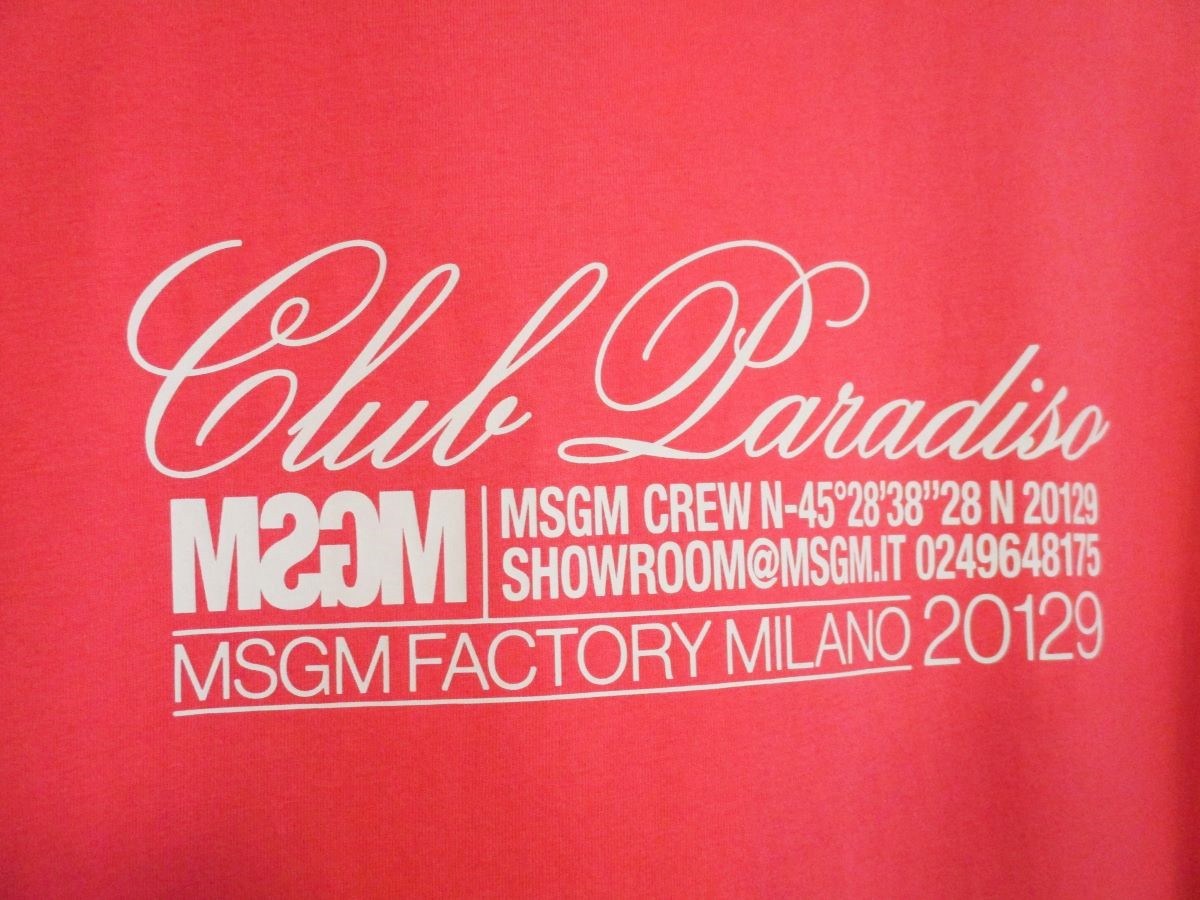 Club Paradiso
MSGM
MSGM CREW N-45°28'38’’28 N 20129
SHOWROOM@MSGM.IT 0249648175
MSGM FACTORY MILANO 20129